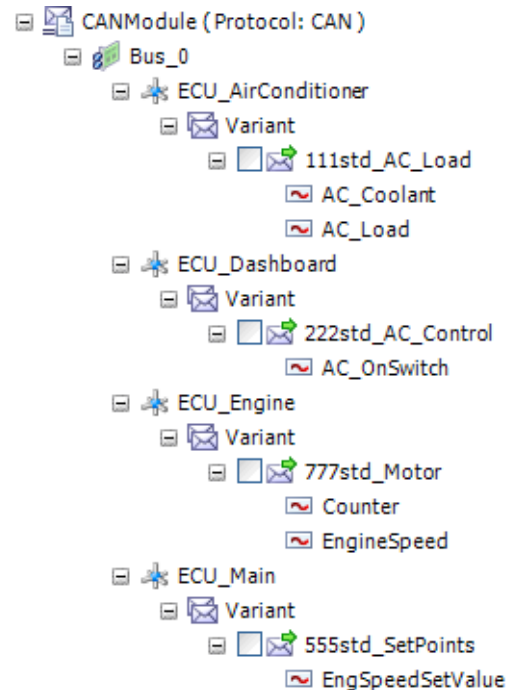 CANModule ( Protocol: CAN )
Bus_0
ECU_AirConditioner
Variant
111std_AC_Load
AC_Coolant
AC_Load
ECU_Dashboard
Variant
222std_AC_Control
AC_OnSwitch
ECU_Engine
Variant
777std_Motor
Counter
EngineSpeed
ECU_Main
Variant
555std_SetPoints
EngSpeedSetValue